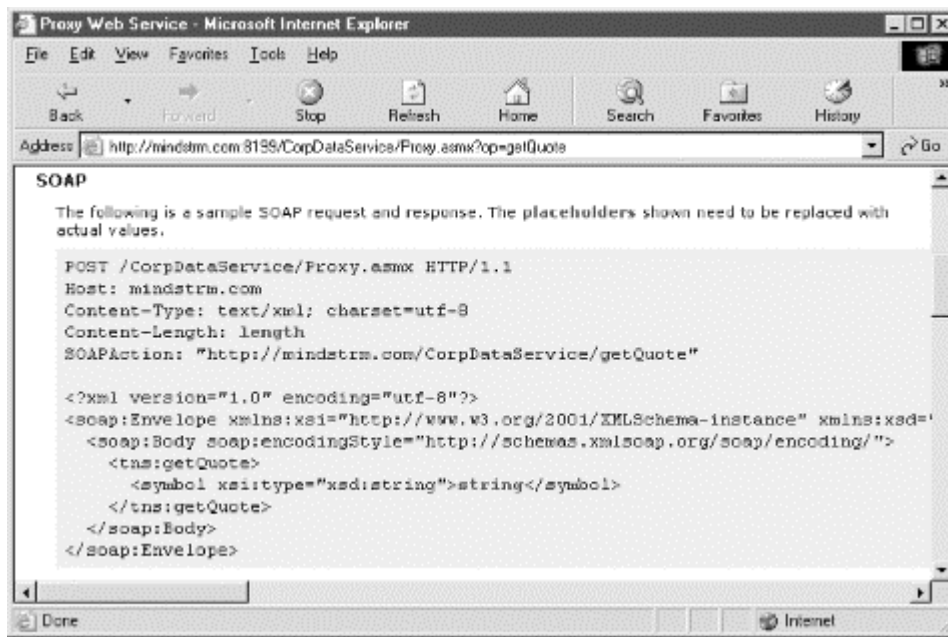 Proxy Web Service - Microsoft Internet Explorer
File Edit View Favorites Tools Help
Back Forward Stop Refresh Home Search Favorites History
Address http://mindstrm.com:8199/CorpDataService/Proxy.asmx?op=getQuote Go
SOAP
The following is a sample SOAP request and response. The placeholders shown need to be replaced with
actual values.
POST /CorpDataService/Proxy.asmx HTTP/1.1
Host: mindstrm.com
Content-Type: text/xml; charset=utf-8
Content-Length: length
SOAPAction: "http://mindstrm.com/CorpDataService/getQuote"
<?xml version="1.0" encoding="utf-8"?>
<soap:Envelope xmlns:xsi="http://www.w3.org/2001/XMLSchema-instance" xmlns:xsd="
<soap:Body soap:encodingStyle="http://schemas.xmlsoap.org/soap/encoding/">
<tns:getQuote>
<symbol xsi:type="xsd:string">string</symbol>
</tns:getQuote>
</soap:Body>
</soap:Envelope>
Done Internet